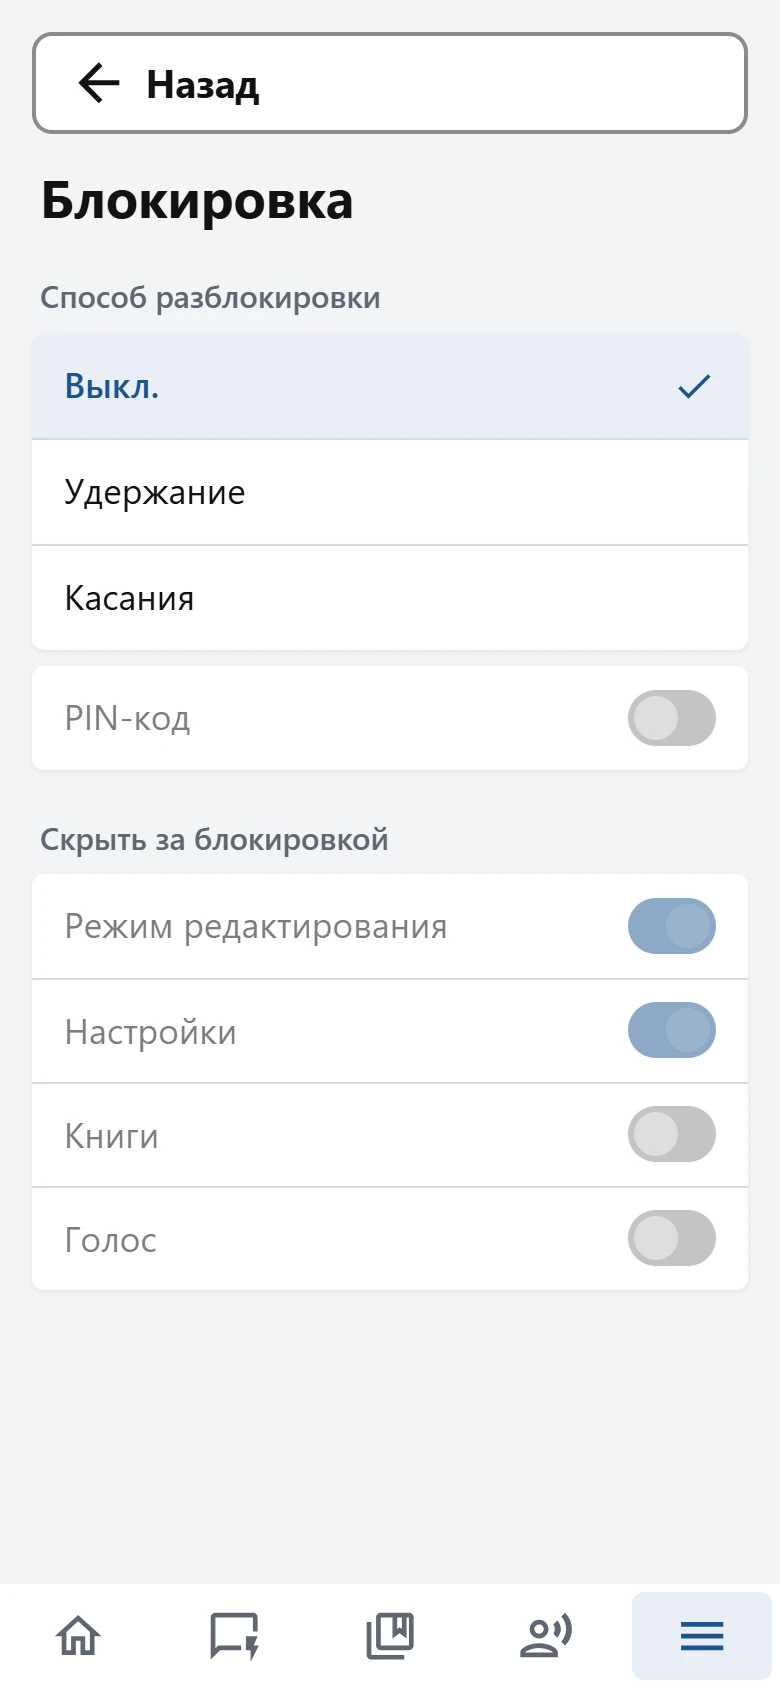 Назад
Блокировка
Способ разблокировки
Выкл.
Удержание
Касания
PIN-код
Скрыть за блокировкой
Режим редактирования
Настройки
Книги
Голос